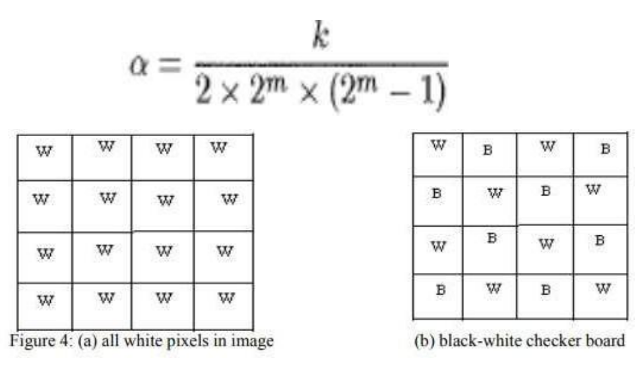 α = k / (2 × 2^m × (2^m − 1))
W W W W
W W W W
W W W W
W W W W
Figure 4: (a) all white pixels in image
W B W B
B W B W
W B W B
B W B W
(b) black-white checker board